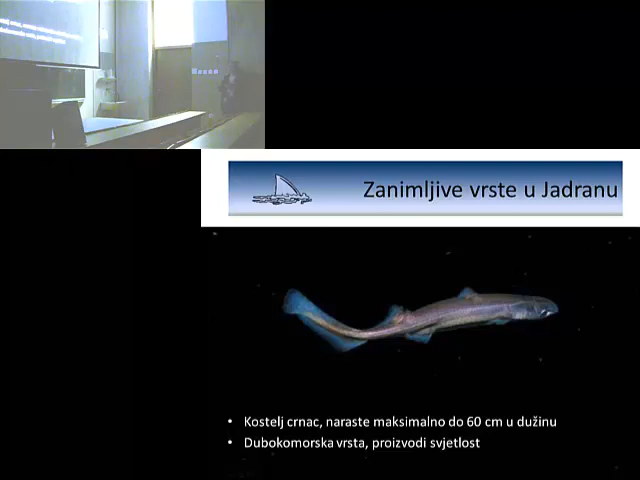 Zanimljive vrste u Jadranu
• Kostelj crnac, naraste maksimalno do 60 cm u dužinu
• Dubokomorska vrsta, proizvodi svjetlost